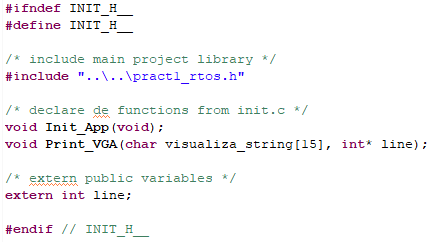 #ifndef INIT_H__
#define INIT_H__
/* include main project library */
#include "..\..\pract1_rtos.h"
/* declare de functions from init.c */
void Init_App(void);
void Print_VGA(char visualiza_string[15], int* line);
/* extern public variables */
extern int line;
#endif // INIT_H__